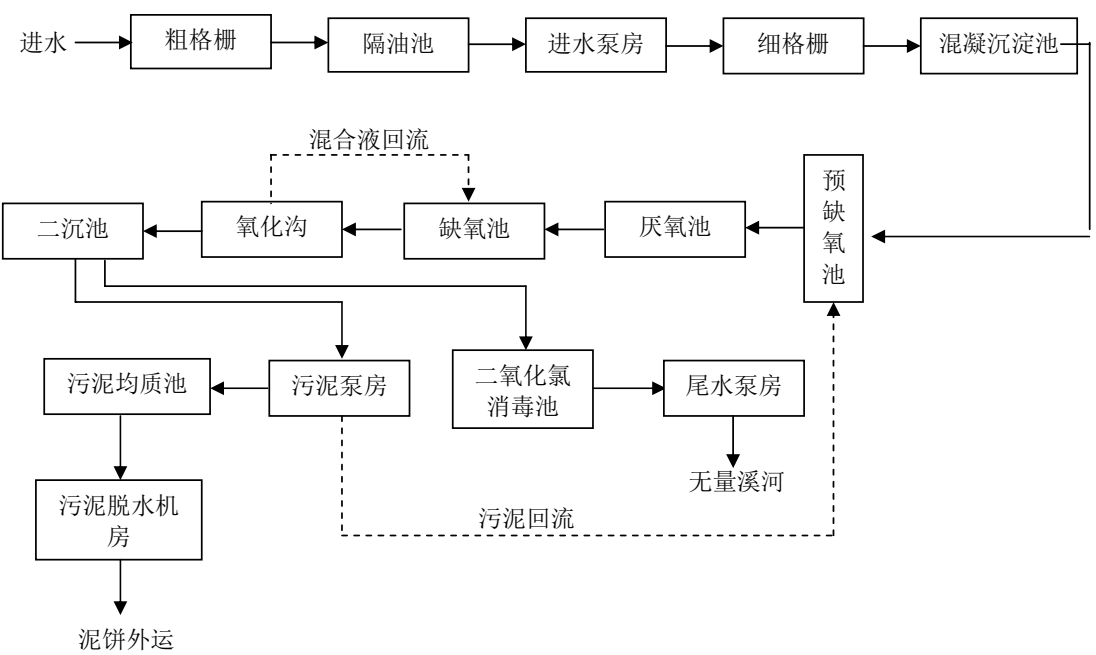 进水
粗格栅
隔油池
进水泵房
细格栅
混凝沉淀池
混合液回流
二沉池
氧化沟
缺氧池
厌氧池
预
缺
氧
池
污泥均质池
污泥泵房
二氧化氯
消毒池
尾水泵房
无量溪河
污泥脱水机
房
污泥回流
泥饼外运